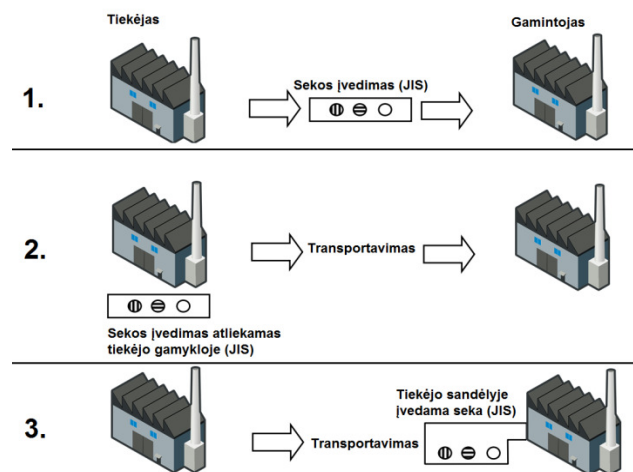 Tiekėjas
Gamintojas
1.
Sekos įvedimas (JIS)
2.
Transportavimas
Sekos įvedimas atliekamas
tiekėjo gamykloje (JIS)
3.
Transportavimas
Tiekėjo sandėlyje
įvedama seka (JIS)